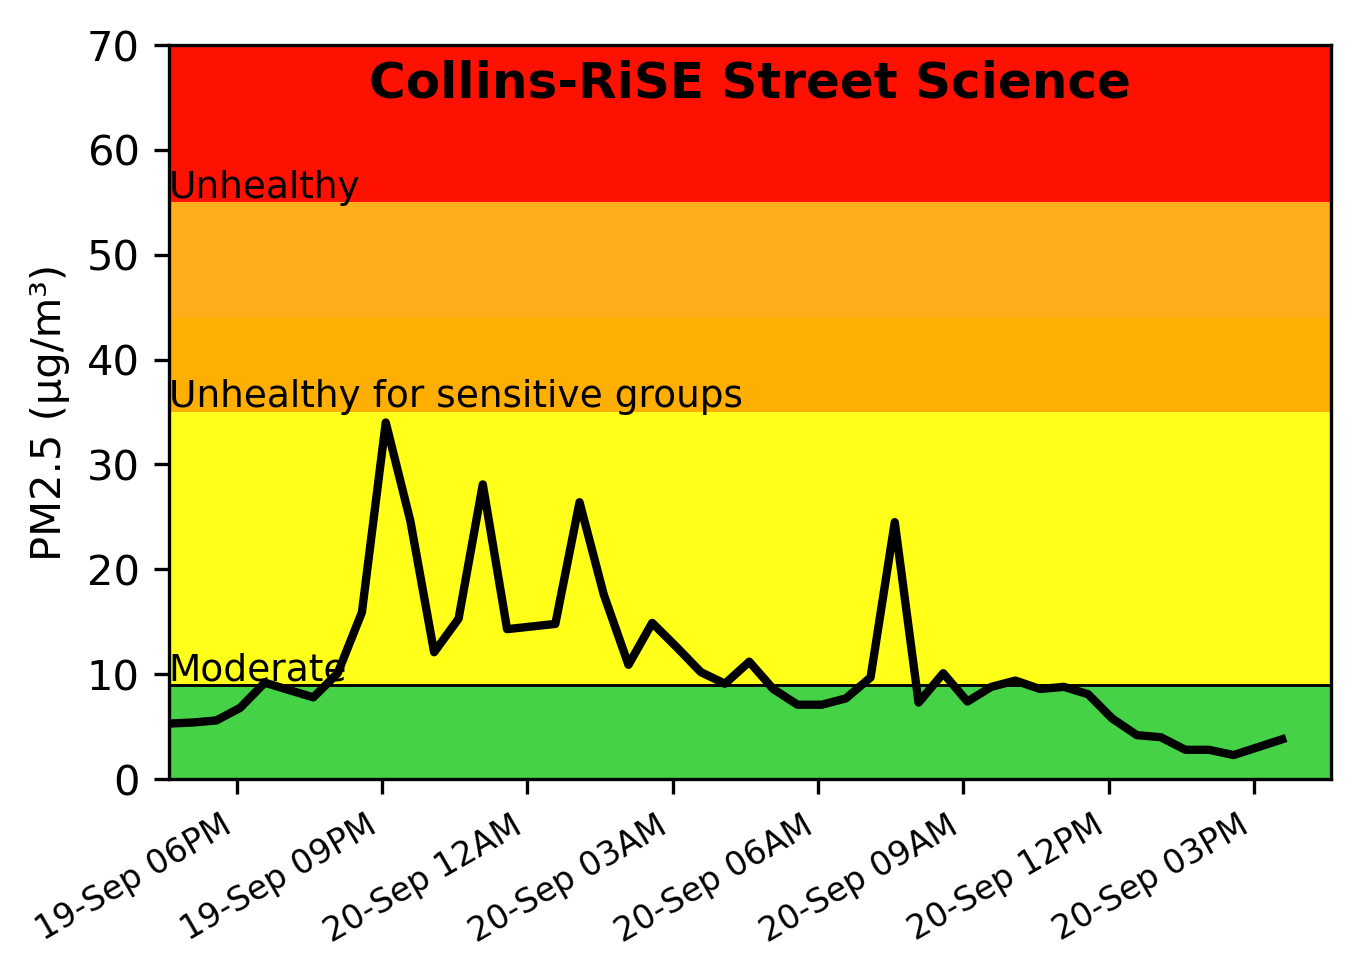 Collins-RiSE Street Science
70
60
50
40
30
20
10
0
PM2.5 (µg/m³)
Unhealthy
Unhealthy for sensitive groups
Moderate
19-Sep 06PM
19-Sep 09PM
20-Sep 12AM
20-Sep 03AM
20-Sep 06AM
20-Sep 09AM
20-Sep 12PM
20-Sep 03PM